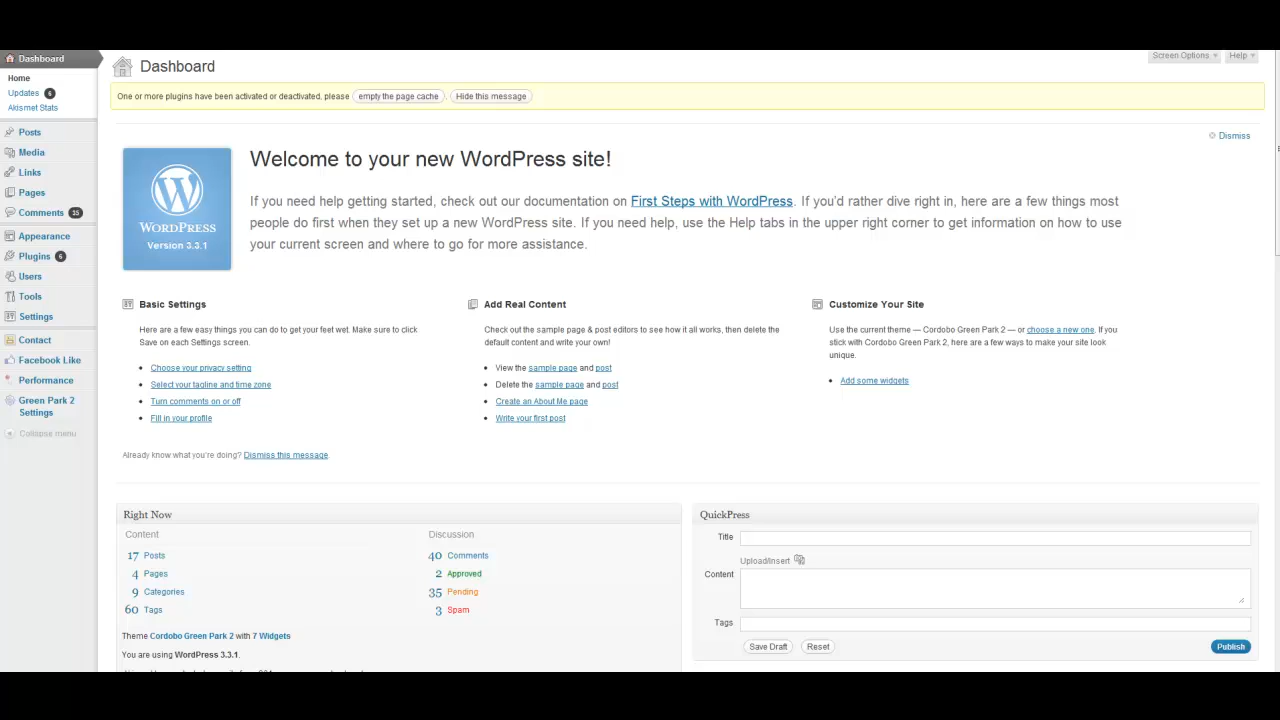 Dashboard
Home
Updates 6
Akismet Stats
Posts
Media
Links
Pages
Comments 15
Appearance
Plugins 6
Users
Tools
Settings
Contact
Facebook Like
Performance
Green Park 2
Settings
Collapse menu
Screen Options Help
Dashboard
One or more plugins have been activated or deactivated, please empty the page cache . Hide this message
Dismiss
WORDPRESS
Version 3.3.1
Welcome to your new WordPress site!
If you need help getting started, check out our documentation on First Steps with WordPress. If you'd rather dive right in, here are a few things most
people do first when they set up a new WordPress site. If you need help, use the Help tabs in the upper right corner to get information on how to use
your current screen and where to go for more assistance.
Basic Settings
Here are a few easy things you can do to get your feet wet. Make sure to click
Save on each Settings screen.
Choose your privacy setting
Select your tagline and time zone
Turn comments on or off
Fill in your profile
Add Real Content
Check out the sample page & post editors to see how it all works, then delete the
default content and write your own!
View the sample page and post
Delete the sample page and post
Create an About Me page
Write your first post
Customize Your Site
Use the current theme — Cordobo Green Park 2 — or choose a new one. If you
stick with Cordobo Green Park 2, here are a few ways to make your site look
unique.
Add some widgets
Already know what you're doing? Dismiss this message.
Right Now
Content
17 Posts
4 Pages
9 Categories
60 Tags
Discussion
40 Comments
2 Approved
35 Pending
3 Spam
Theme Cordobo Green Park 2 with 7 Widgets
You are using WordPress 3.3.1.
QuickPress
Title
Upload/Insert
Content
Tags
Save Draft Reset Publish